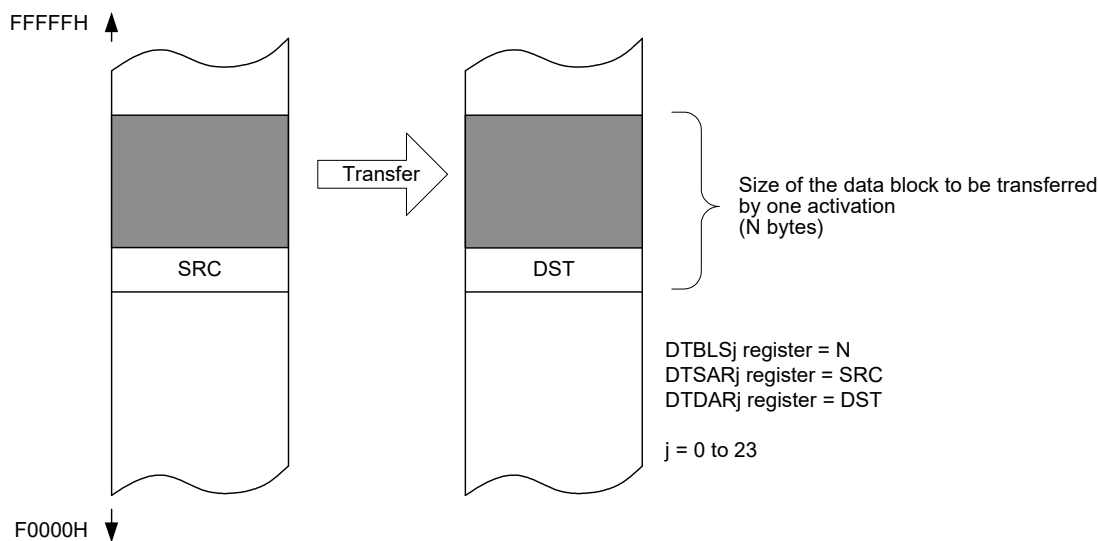 FFFFFH
Transfer
Size of the data block to be transferred
by one activation
(N bytes)
SRC
DST
DTBLSj register = N
DTSARj register = SRC
DTDARj register = DST
j = 0 to 23
F0000H